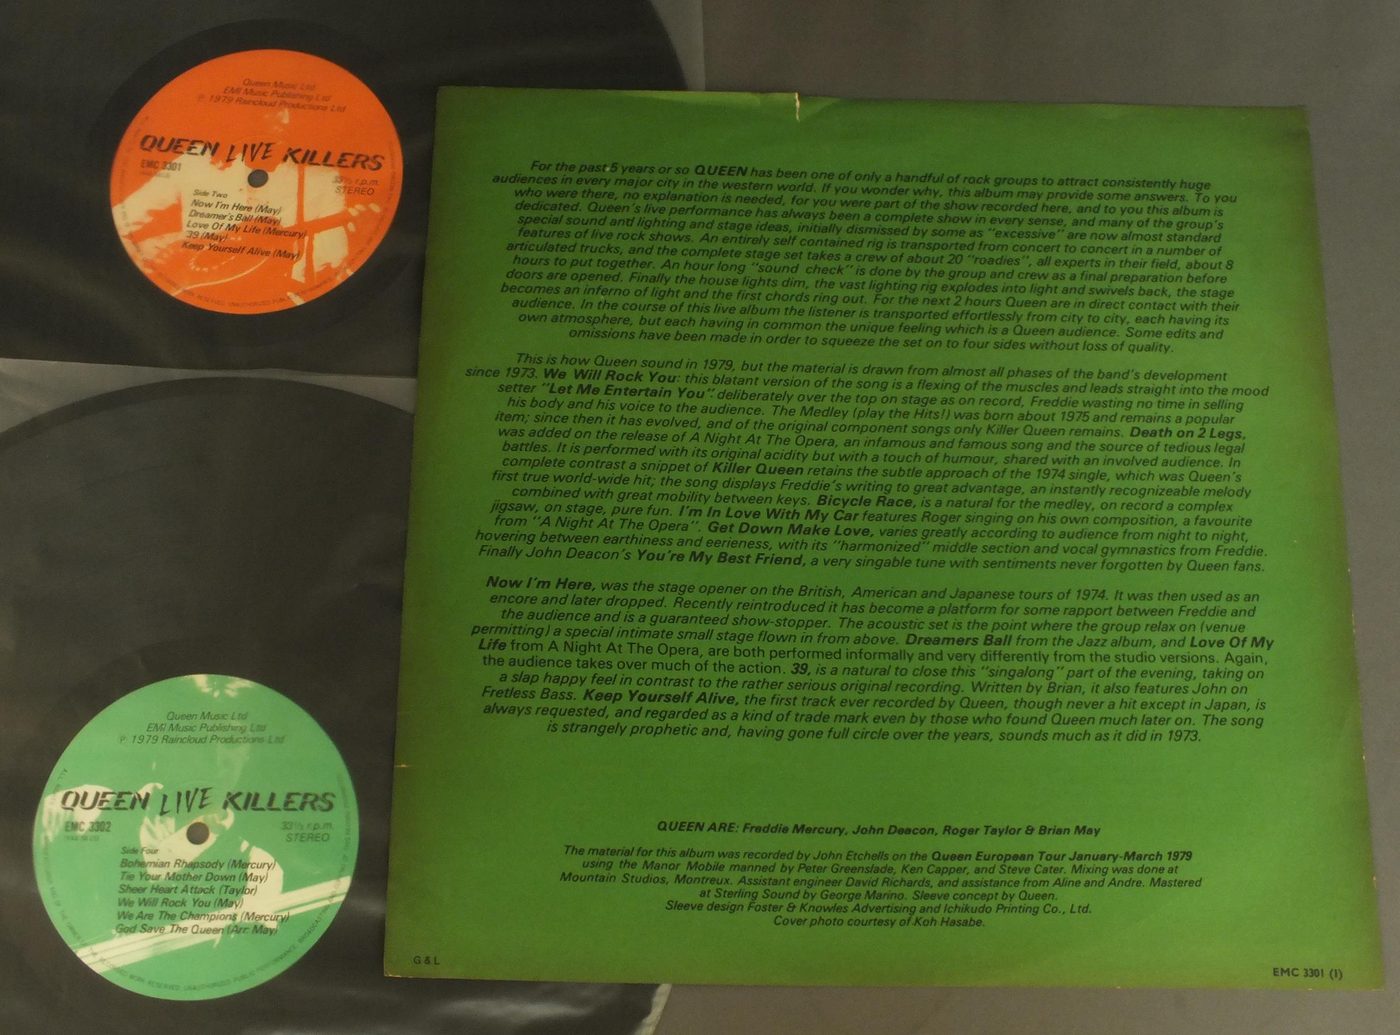 Queen Music Ltd
EMI Music Publishing Ltd
℗ 1979 Raincloud Productions Ltd
QUEEN LIVE KILLERS
EMC 3301
33⅓ r.p.m.
STEREO
Side Two
Now I'm Here (May)
Dreamer's Ball (May)
Love Of My Life (Mercury)
'39 (May)
Keep Yourself Alive (May)
Queen Music Ltd
EMI Music Publishing Ltd
℗ 1979 Raincloud Productions Ltd
QUEEN LIVE KILLERS
EMC 3302
33⅓ r.p.m.
STEREO
Side Four
Bohemian Rhapsody (Mercury)
Tie Your Mother Down (May)
Sheer Heart Attack (Taylor)
We Will Rock You (May)
We Are The Champions (Mercury)
God Save The Queen (Arr: May)
For the past 5 years or so QUEEN has been one of only a handful of rock groups to attract consistently huge
audiences in every major city in the western world. If you wonder why, this album may provide some answers. To you
who were there, no explanation is needed, for you were part of the show recorded here, and to you this album is
dedicated. Queen's live performance has always been a complete show in every sense, and many of the group's
special sound and lighting and stage ideas, initially dismissed by some as "excessive" are now almost standard
features of live rock shows. An entirely self contained rig is transported from concert to concert in a number of
articulated trucks, and the complete stage set takes a crew of about 20 "roadies", all experts in their field, about 8
hours to put together. An hour long "sound check" is done by the group and crew as a final preparation before
doors are opened. Finally the house lights dim, the vast lighting rig explodes into light and swivels back, the stage
becomes an inferno of light and the first chords ring out. For the next 2 hours Queen are in direct contact with their
audience. In the course of this live album the listener is transported effortlessly from city to city, each having its
own atmosphere, but each having in common the unique feeling which is a Queen audience. Some edits and
omissions have been made in order to squeeze the set on to four sides without loss of quality.
This is how Queen sound in 1979, but the material is drawn from almost all phases of the band's development
since 1973. We Will Rock You: this blatant version of the song is a flexing of the muscles and leads straight into the mood
setter "Let Me Entertain You": deliberately over the top on stage as on record, Freddie wasting no time in selling
his body and his voice to the audience. The Medley (play the Hits!) was born about 1975 and remains a popular
item; since then it has evolved, and of the original component songs only Killer Queen remains. Death on 2 Legs,
was added on the release of A Night At The Opera, an infamous and famous song and the source of tedious legal
battles. It is performed with its original acidity but with a touch of humour, shared with an involved audience. In
complete contrast a snippet of Killer Queen retains the subtle approach of the 1974 single, which was Queen's
first true world-wide hit; the song displays Freddie's writing to great advantage, an instantly recognizeable melody
combined with great mobility between keys. Bicycle Race, is a natural for the medley, on record a complex
jigsaw, on stage, pure fun. I'm In Love With My Car features Roger singing on his own composition, a favourite
from "A Night At The Opera". Get Down Make Love, varies greatly according to audience from night to night,
hovering between earthiness and eerieness, with its "harmonized" middle section and vocal gymnastics from Freddie.
Finally John Deacon's You're My Best Friend, a very singable tune with sentiments never forgotten by Queen fans.
Now I'm Here, was the stage opener on the British, American and Japanese tours of 1974. It was then used as an
encore and later dropped. Recently reintroduced it has become a platform for some rapport between Freddie and
the audience and is a guaranteed show-stopper. The acoustic set is the point where the group relax on (venue
permitting) a special intimate small stage flown in from above. Dreamers Ball from the Jazz album, and Love Of My
Life from A Night At The Opera, are both performed informally and very differently from the studio versions. Again,
the audience takes over much of the action. 39, is a natural to close this "singalong" part of the evening, taking on
a slap happy feel in contrast to the rather serious original recording. Written by Brian, it also features John on
Fretless Bass. Keep Yourself Alive, the first track ever recorded by Queen, though never a hit except in Japan, is
always requested, and regarded as a kind of trade mark even by those who found Queen much later on. The song
is strangely prophetic and, having gone full circle over the years, sounds much as it did in 1973.
QUEEN ARE: Freddie Mercury, John Deacon, Roger Taylor & Brian May
The material for this album was recorded by John Etchells on the Queen European Tour January-March 1979
using the Manor Mobile manned by Peter Greenslade, Ken Capper, and Steve Cater. Mixing was done at
Mountain Studios, Montreux. Assistant engineer David Richards, and assistance from Aline and Andre. Mastered
at Sterling Sound by George Marino. Sleeve concept by Queen.
Sleeve design Foster & Knowles Advertising and Ichikudo Printing Co., Ltd.
Cover photo courtesy of Koh Hasabe.
G & L
EMC 3301 (1)